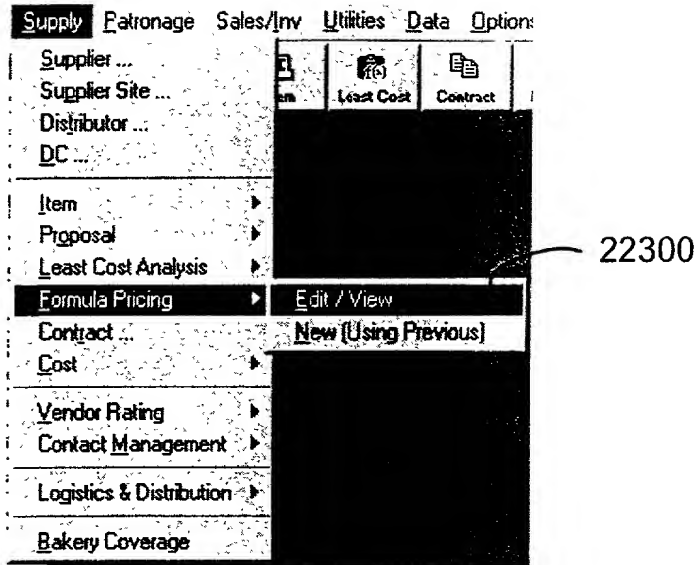 Supply Patronage Sales/Inv Utilities Data
Supplier ...
Supplier Site ...
Distributor ...
DC ...
Least Cost Contract
Item
Proposal
Least Cost Analysis
Formula Pricing
Edit / View
22300
New (Using Previous)
Contract ...
Cost
Vendor Rating
Contact Management
Logistics & Distribution
Bakery Coverage